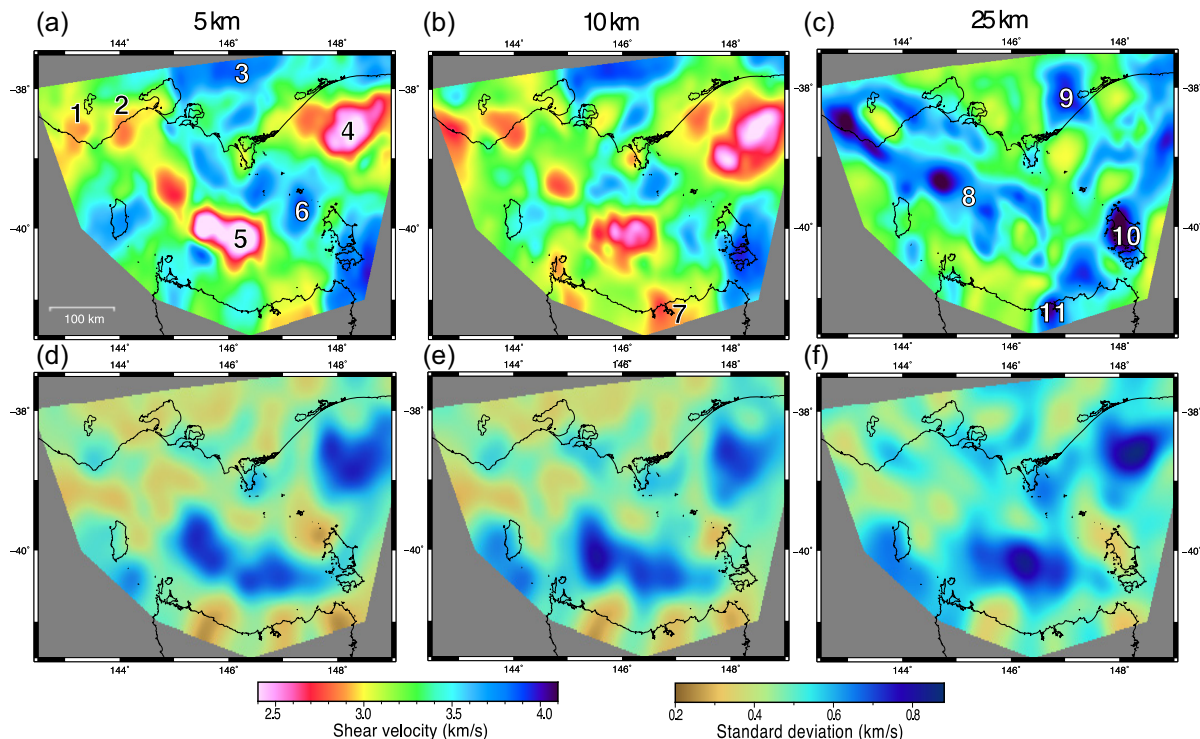 (a) 5 km (b) 10 km (c) 25 km
144˚ 146˚ 148˚ 144˚ 146˚ 148˚ 144˚ 146˚ 148˚
3
9
−38˚ −38˚
1 2
4
6 8
−40˚ 5 −40˚ 10
100 km 7 11
144˚ 146˚ 148˚ 144˚ 146˚ 148˚ 144˚ 146˚ 148˚
(d) (e) (f)
−38˚ −38˚
−40˚ −40˚
144˚ 146˚ 148˚ 144˚ 146˚ 148˚ 144˚ 146˚ 148˚
2.5 3.0 3.5 4.0 0.2 0.4 0.6 0.8
Shear velocity (km/s) Standard deviation (km/s)